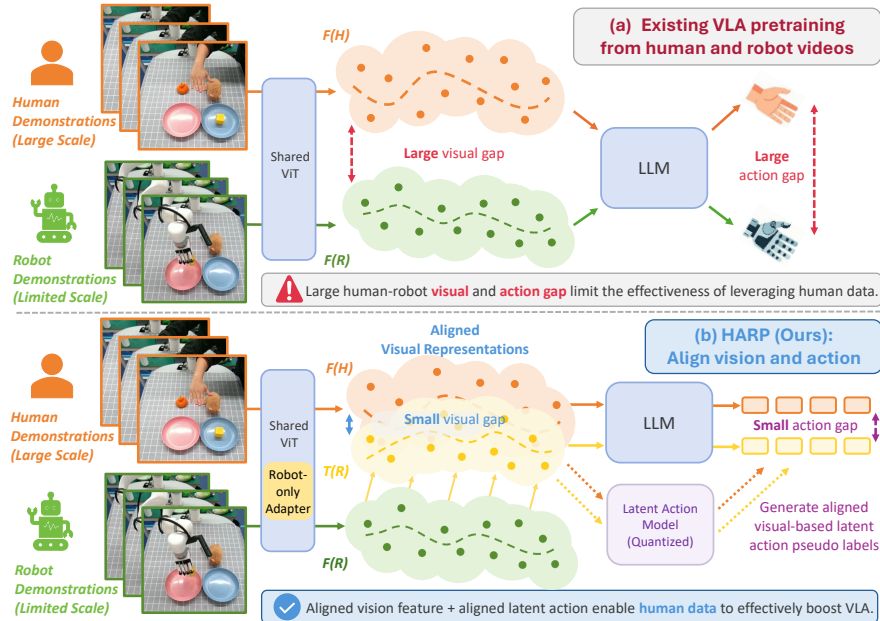 (a) Existing VLA pretraining
from human and robot videos
F(H)
Human
Demonstrations
(Large Scale)
Shared
ViT
Large visual gap
LLM
Large
action gap
Robot
Demonstrations
(Limited Scale)
F(R)
Large human-robot visual and action gap limit the effectiveness of leveraging human data.
(b) HARP (Ours):
Align vision and action
Aligned
Visual Representations
F(H)
Human
Demonstrations
(Large Scale)
Shared
ViT
Robot-
only
Adapter
Small visual gap
T(R)
LLM
Small action gap
Latent Action
Model
(Quantized)
Generate aligned
visual-based latent
action pseudo labels
Robot
Demonstrations
(Limited Scale)
F(R)
Aligned vision feature + aligned latent action enable human data to effectively boost VLA.